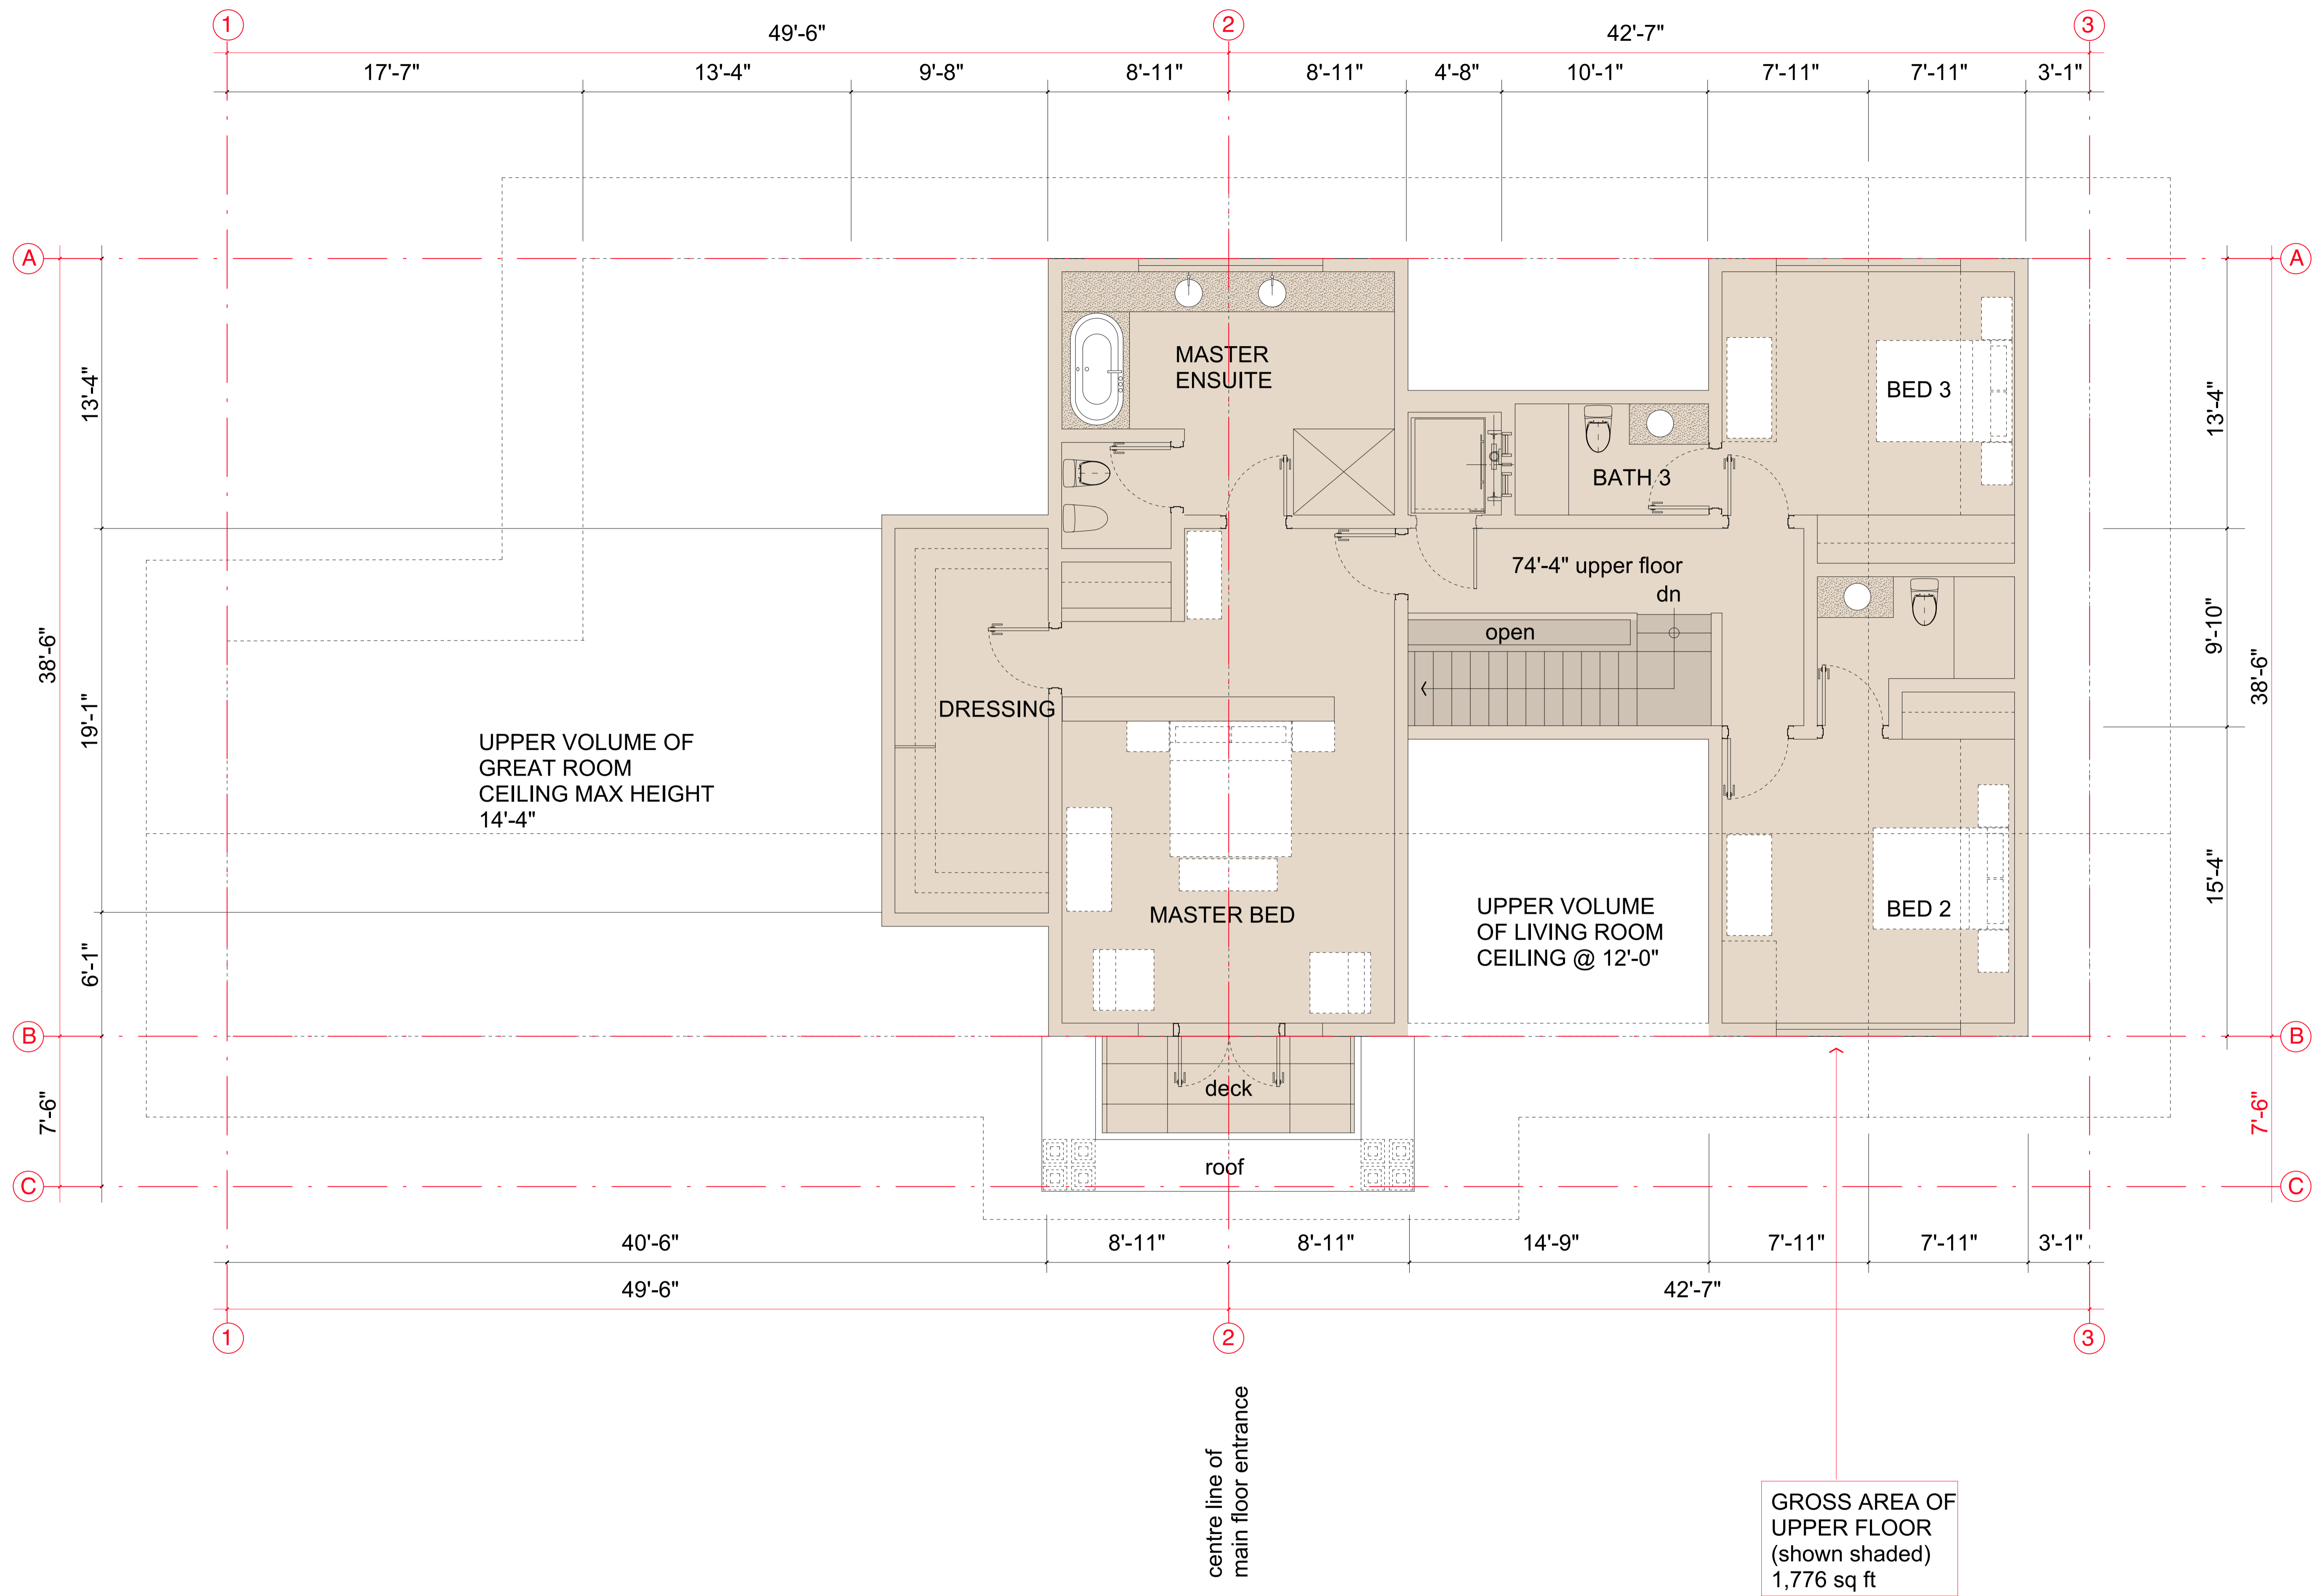 1
2
3
49'-6"
42'-7"
17'-7"
13'-4"
9'-8"
8'-11"
8'-11"
4'-8"
10'-1"
7'-11"
7'-11"
3'-1"
A
A
13'-4"
38'-6"
19'-1"
6'-1"
7'-6"
13'-4"
9'-10"
38'-6"
15'-4"
7'-6"
MASTER
ENSUITE
BED 3
BATH 3
74'-4" upper floor
dn
open
DRESSING
UPPER VOLUME OF
GREAT ROOM
CEILING MAX HEIGHT
14'-4"
MASTER BED
UPPER VOLUME
OF LIVING ROOM
CEILING @ 12'-0"
BED 2
B
B
deck
roof
C
C
40'-6"
8'-11"
8'-11"
14'-9"
7'-11"
7'-11"
3'-1"
49'-6"
42'-7"
1
2
3
centre line of
main floor entrance
GROSS AREA OF
UPPER FLOOR
(shown shaded)
1,776 sq ft